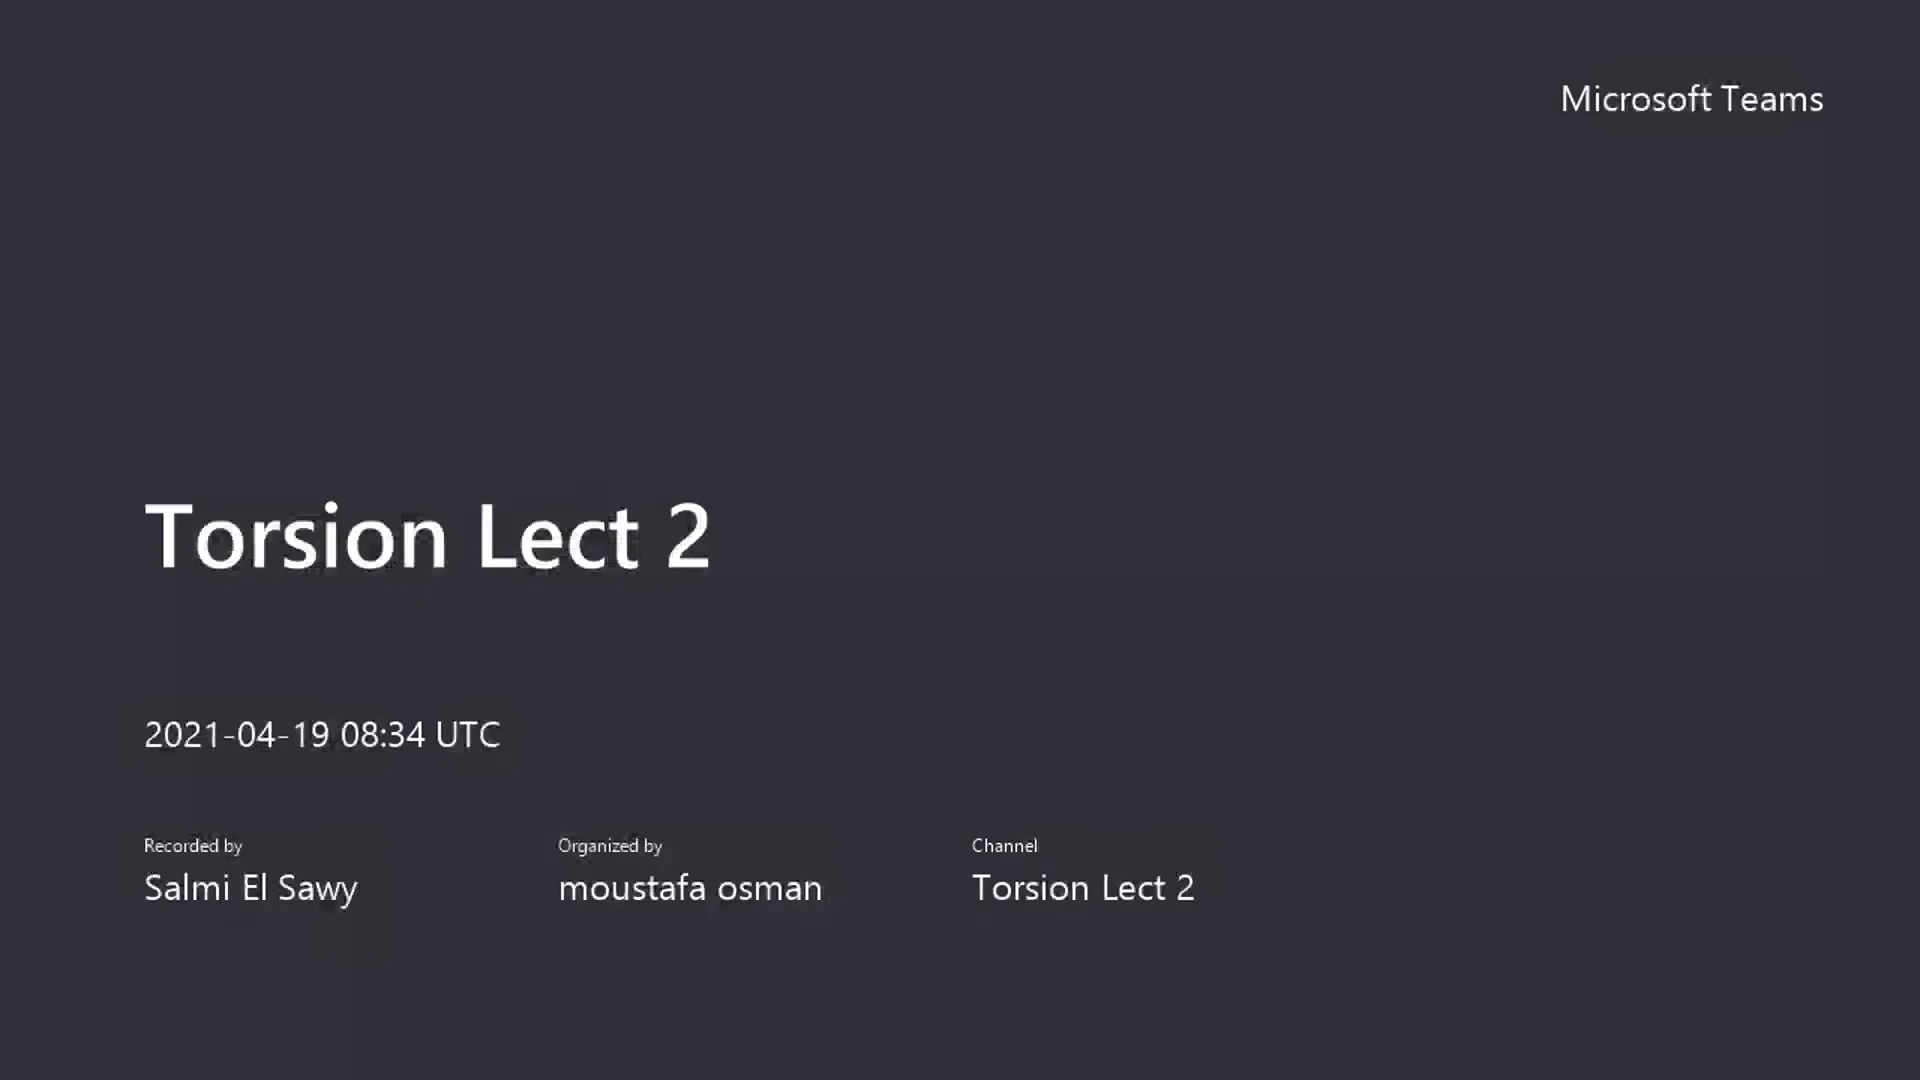 Microsoft Teams
Torsion Lect 2
2021-04-19 08:34 UTC
Recorded by
Salmi El Sawy
Organized by
moustafa osman
Channel
Torsion Lect 2